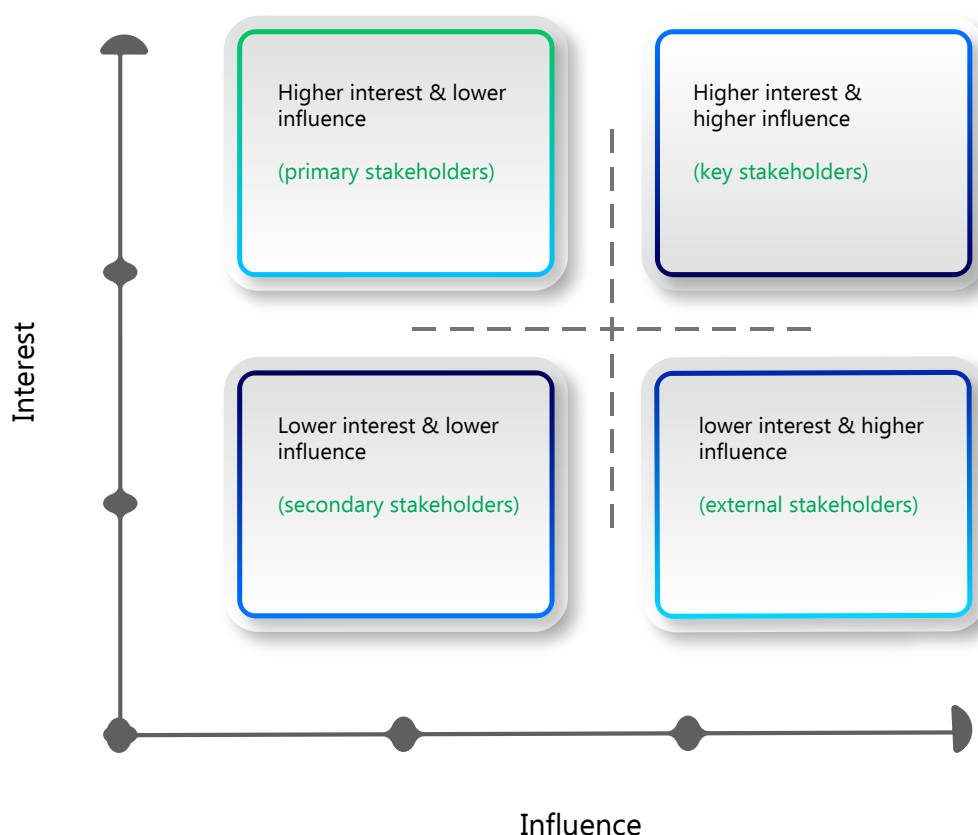 Higher interest & lower
influence
(primary stakeholders)
Higher interest &
higher influence
(key stakeholders)
Interest
Lower interest & lower
influence
(secondary stakeholders)
lower interest & higher
influence
(external stakeholders)
Influence